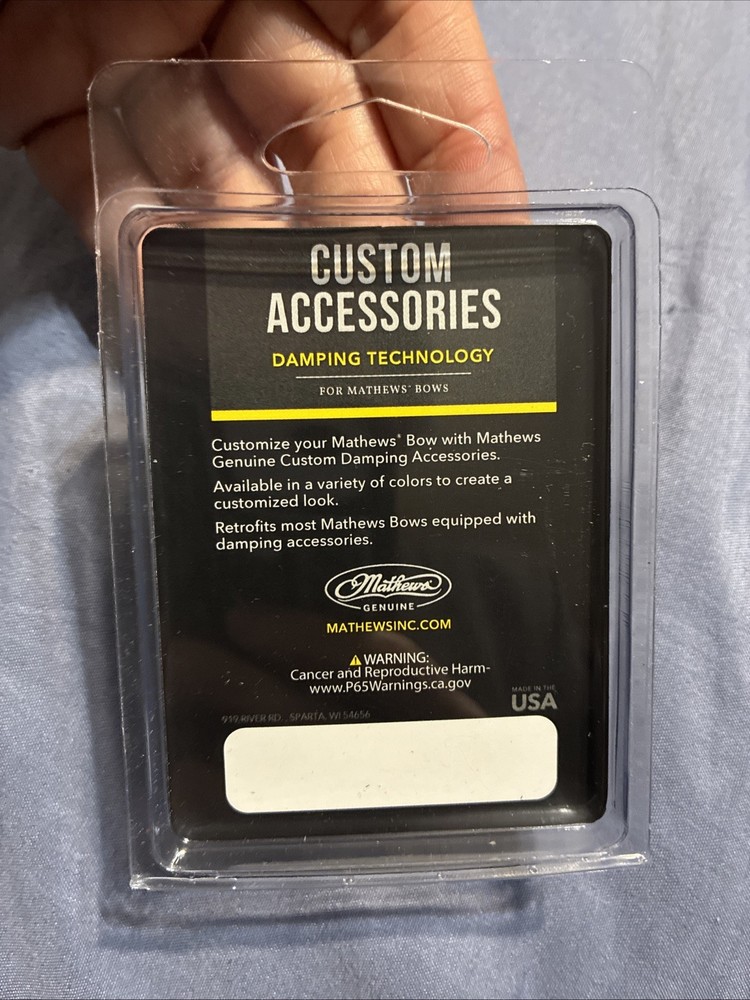 CUSTOM
ACCESSORIES
DAMPING TECHNOLOGY
FOR MATHEWS® BOWS
Customize your Mathews® Bow with Mathews
Genuine Custom Damping Accessories.
Available in a variety of colors to create a
customized look.
Retrofits most Mathews Bows equipped with
damping accessories.
Mathews
GENUINE
MATHEWSINC.COM
⚠ WARNING:
Cancer and Reproductive Harm-
www.P65Warnings.ca.gov
MADE IN THE
USA
919 RIVER RD. SPARTA, WI 54656